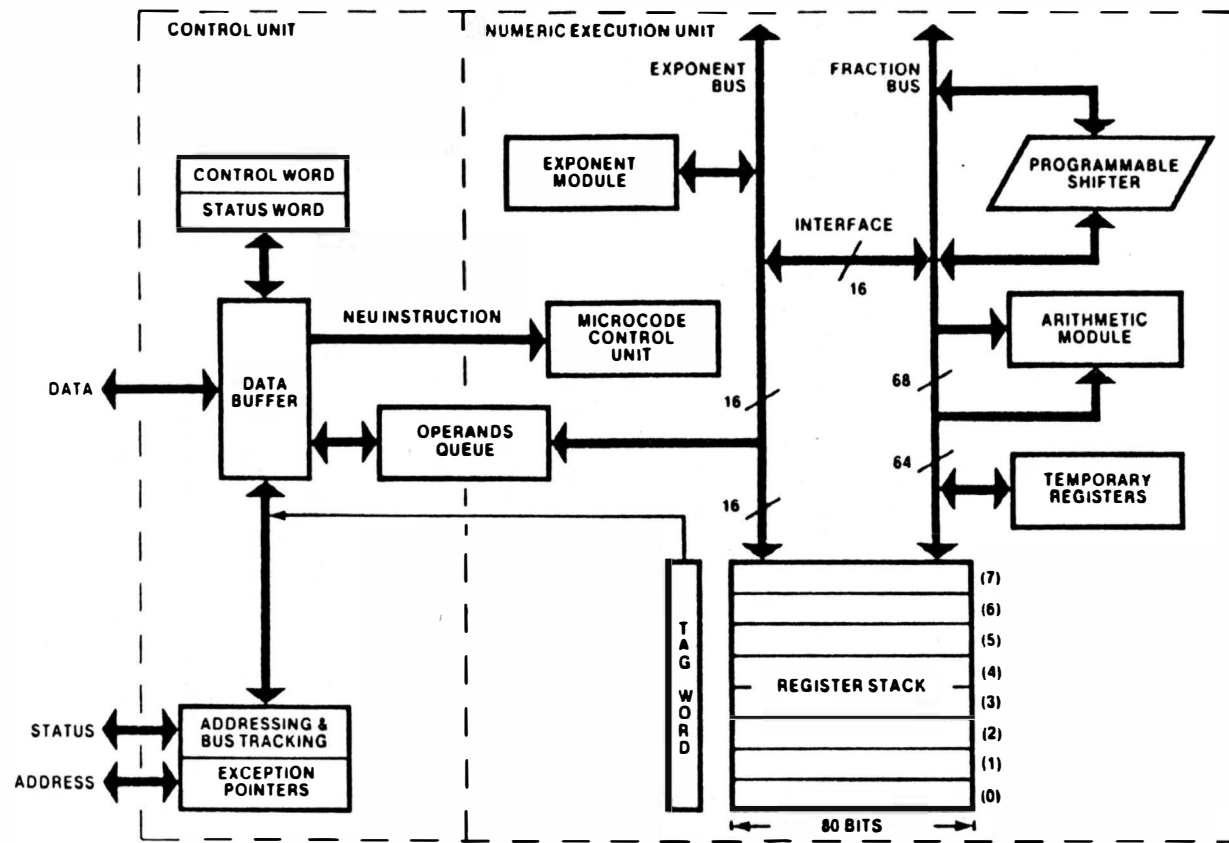 CONTROL UNIT
NUMERIC EXECUTION UNIT
EXPONENT
BUS
FRACTION
BUS
CONTROL WORD
STATUS WORD
EXPONENT
MODULE
PROGRAMMABLE
SHIFTER
INTERFACE
16
NEU INSTRUCTION
MICROCODE
CONTROL
UNIT
ARITHMETIC
MODULE
DATA
DATA
BUFFER
16
68
OPERANDS
QUEUE
64
TEMPORARY
REGISTERS
16
TAG WORD
REGISTER STACK
(7)
(6)
(5)
(4)
(3)
(2)
(1)
(0)
STATUS
ADDRESSING &
BUS TRACKING
ADDRESS
EXCEPTION
POINTERS
80 BITS